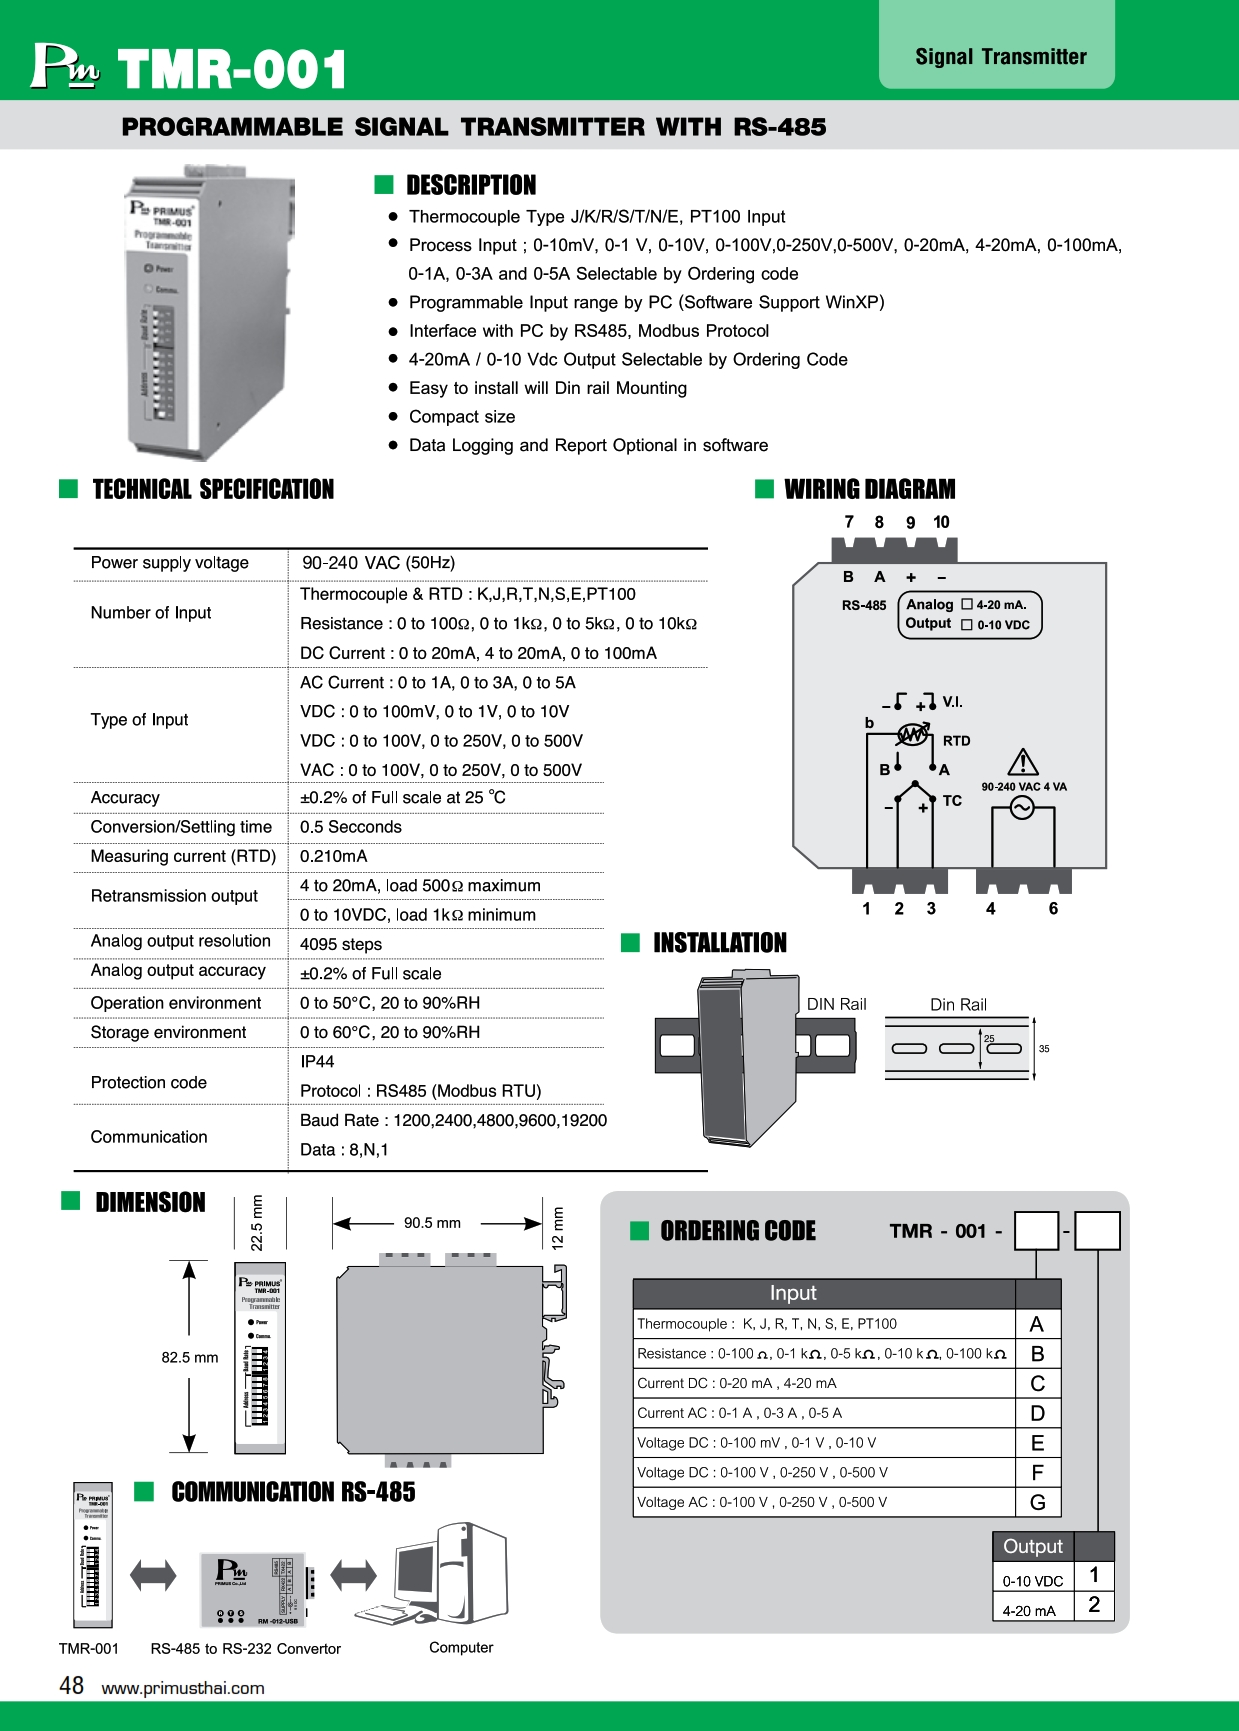 Pm TMR-001
Signal Transmitter
PROGRAMMABLE SIGNAL TRANSMITTER WITH RS-485
Pm PRIMUS
TMR-001
Programmable
Transmitter
Power
Commu.
Baud Rate
Address
DESCRIPTION
● Thermocouple Type J/K/R/S/T/N/E, PT100 Input
● Process Input ; 0-10mV, 0-1 V, 0-10V, 0-100V,0-250V,0-500V, 0-20mA, 4-20mA, 0-100mA,
0-1A, 0-3A and 0-5A Selectable by Ordering code
● Programmable Input range by PC (Software Support WinXP)
● Interface with PC by RS485, Modbus Protocol
● 4-20mA / 0-10 Vdc Output Selectable by Ordering Code
● Easy to install will Din rail Mounting
● Compact size
● Data Logging and Report Optional in software
TECHNICAL SPECIFICATION
Power supply voltage 90-240 VAC (50Hz)
Number of Input
Thermocouple & RTD : K,J,R,T,N,S,E,PT100
Resistance : 0 to 100Ω, 0 to 1kΩ, 0 to 5kΩ, 0 to 10kΩ
DC Current : 0 to 20mA, 4 to 20mA, 0 to 100mA
Type of Input
AC Current : 0 to 1A, 0 to 3A, 0 to 5A
VDC : 0 to 100mV, 0 to 1V, 0 to 10V
VDC : 0 to 100V, 0 to 250V, 0 to 500V
VAC : 0 to 100V, 0 to 250V, 0 to 500V
Accuracy ±0.2% of Full scale at 25 °C
Conversion/Settling time 0.5 Secconds
Measuring current (RTD) 0.210mA
Retransmission output
4 to 20mA, load 500Ω maximum
0 to 10VDC, load 1kΩ minimum
Analog output resolution 4095 steps
Analog output accuracy ±0.2% of Full scale
Operation environment 0 to 50°C, 20 to 90%RH
Storage environment 0 to 60°C, 20 to 90%RH
Protection code
IP44
Protocol : RS485 (Modbus RTU)
Communication
Baud Rate : 1200,2400,4800,9600,19200
Data : 8,N,1
WIRING DIAGRAM
7 8 9 10
B A + –
RS-485
Analog □ 4-20 mA.
Output □ 0-10 VDC
– + V.I.
b
RTD
B A
– + TC
90-240 VAC 4 VA
1 2 3 4 6
INSTALLATION
DIN Rail
Din Rail
25
35
DIMENSION
22.5 mm
90.5 mm
12 mm
82.5 mm
Pm PRIMUS
TMR-001
Programmable
Transmitter
Power
Commu.
Baud Rate
Address
COMMUNICATION RS-485
Pm PRIMUS
TMR-001
Programmable
Transmitter
Power
Commu.
Baud Rate
Address
Pm
PRIMUS Co.,Ltd
RM -012-USB
TMR-001
RS-485 to RS-232 Convertor
Computer
ORDERING CODE
TMR - 001 - □ - □
Input
Thermocouple : K, J, R, T, N, S, E, PT100 A
Resistance : 0-100 Ω, 0-1 kΩ, 0-5 kΩ, 0-10 kΩ, 0-100 kΩ B
Current DC : 0-20 mA , 4-20 mA C
Current AC : 0-1 A , 0-3 A , 0-5 A D
Voltage DC : 0-100 mV , 0-1 V , 0-10 V E
Voltage DC : 0-100 V , 0-250 V , 0-500 V F
Voltage AC : 0-100 V , 0-250 V , 0-500 V G
Output
0-10 VDC 1
4-20 mA 2
48 www.primusthai.com